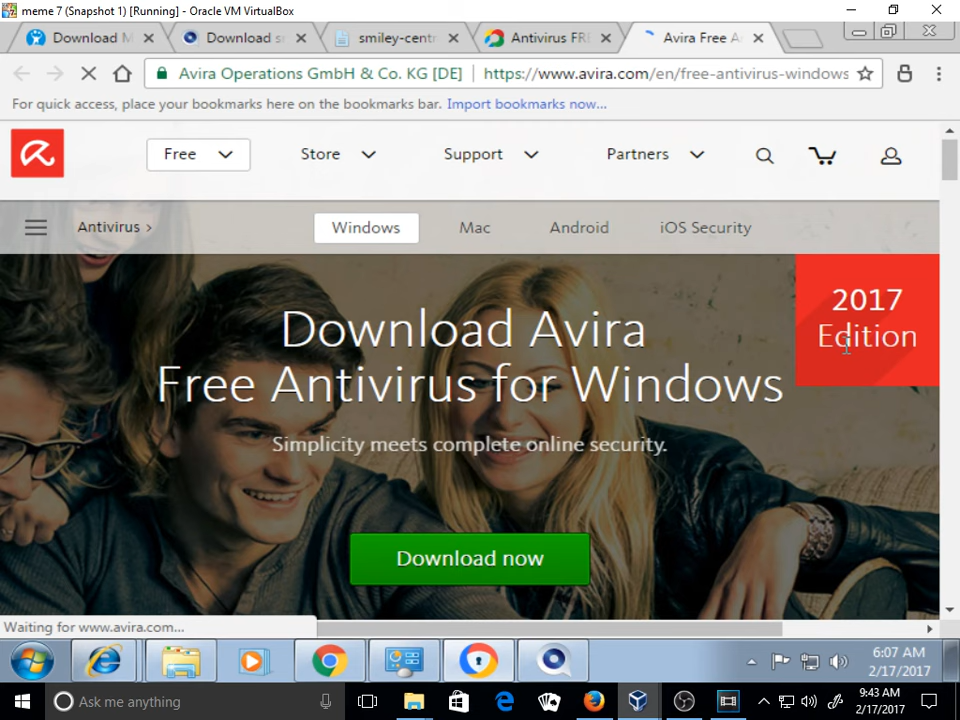 meme 7 (Snapshot 1) [Running] - Oracle VM VirtualBox
Download M
Download sr
smiley-centr
Antivirus FRE
Avira Free A
Avira Operations GmbH & Co. KG [DE]
https://www.avira.com/en/free-antivirus-windows
For quick access, place your bookmarks here on the bookmarks bar. Import bookmarks now...
Free
Store
Support
Partners
Antivirus >
Windows
Mac
Android
iOS Security
2017
Edition
Download Avira
Free Antivirus for Windows
Simplicity meets complete online security.
Download now
Waiting for www.avira.com...
6:07 AM
2/17/2017
Ask me anything
9:43 AM
2/17/2017